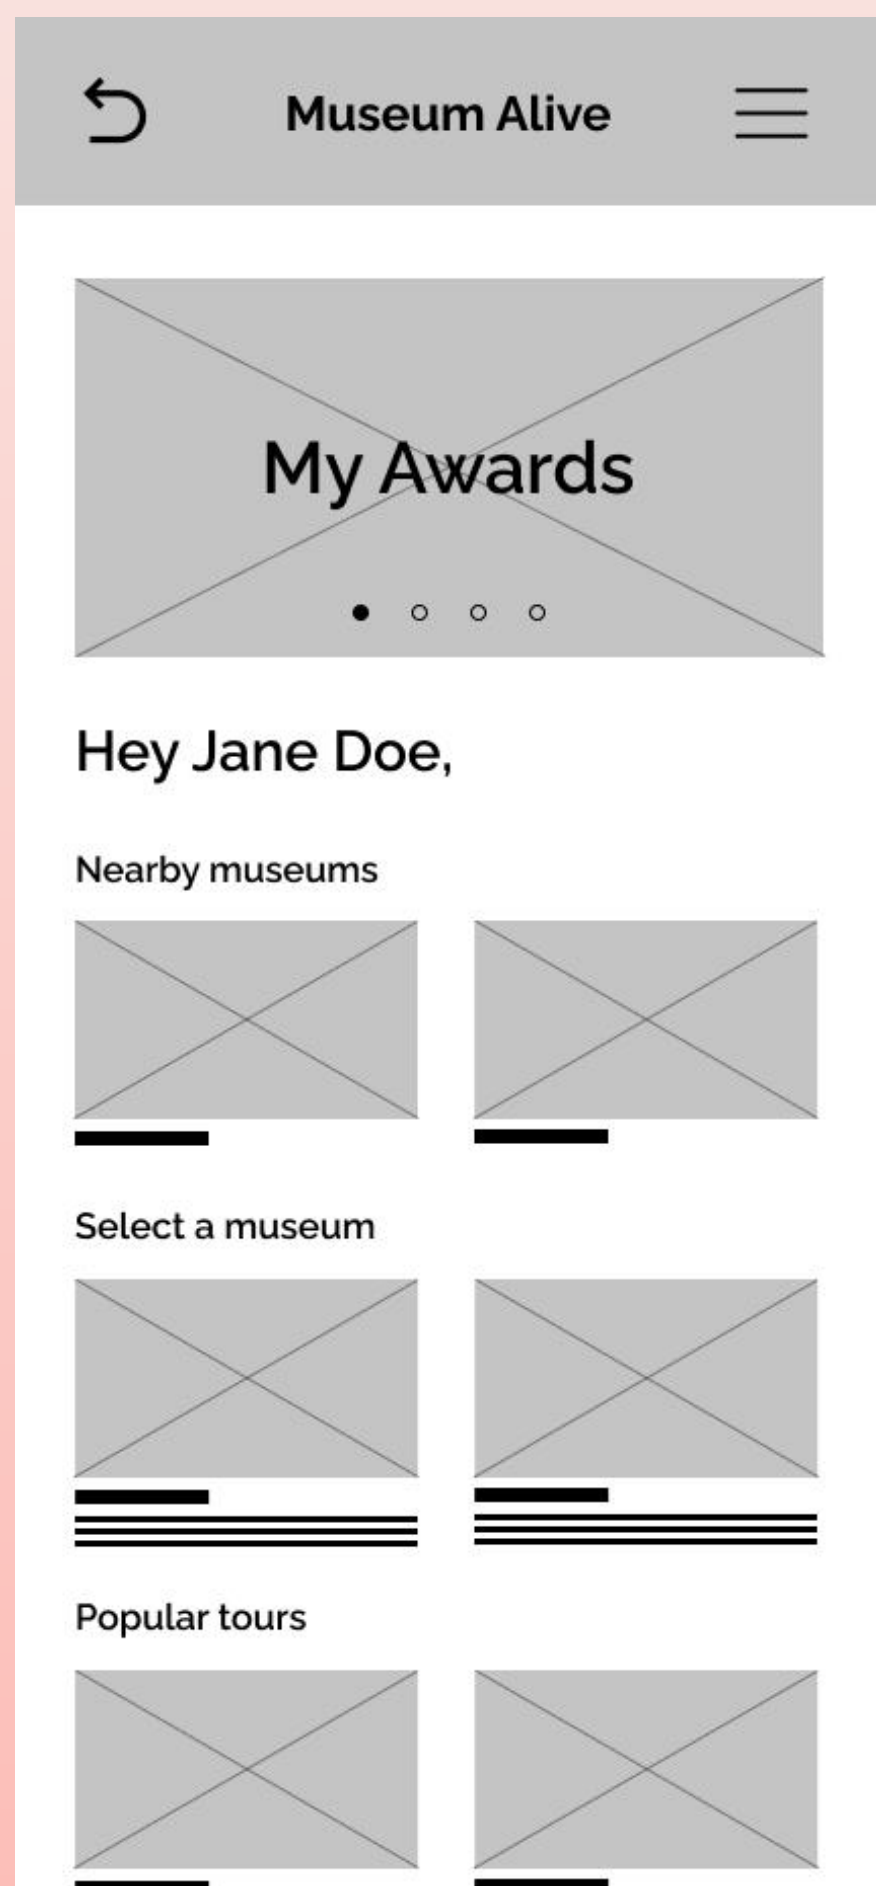 Museum Alive
My Awards
Hey Jane Doe,
Nearby museums
Select a museum
Popular tours